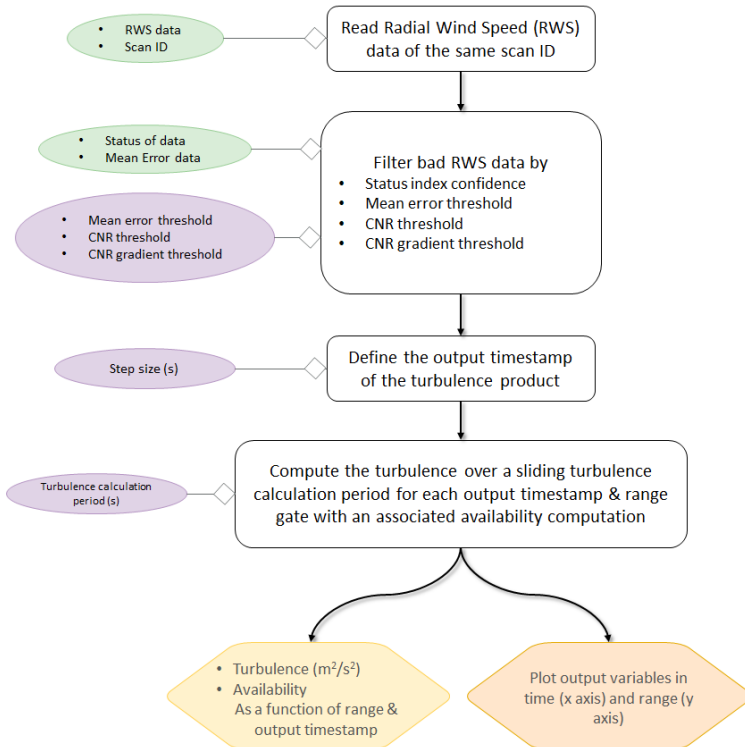 • RWS data
• Scan ID
Read Radial Wind Speed (RWS)
data of the same scan ID
• Status of data
• Mean Error data
• Mean error threshold
• CNR threshold
• CNR gradient threshold
Filter bad RWS data by
• Status index confidence
• Mean error threshold
• CNR threshold
• CNR gradient threshold
Step size (s)
Define the output timestamp
of the turbulence product
Turbulence calculation
period (s)
Compute the turbulence over a sliding turbulence
calculation period for each output timestamp & range
gate with an associated availability computation
• Turbulence (m²/s²)
• Availability
As a function of range &
output timestamp
Plot output variables in
time (x axis) and range (y
axis)